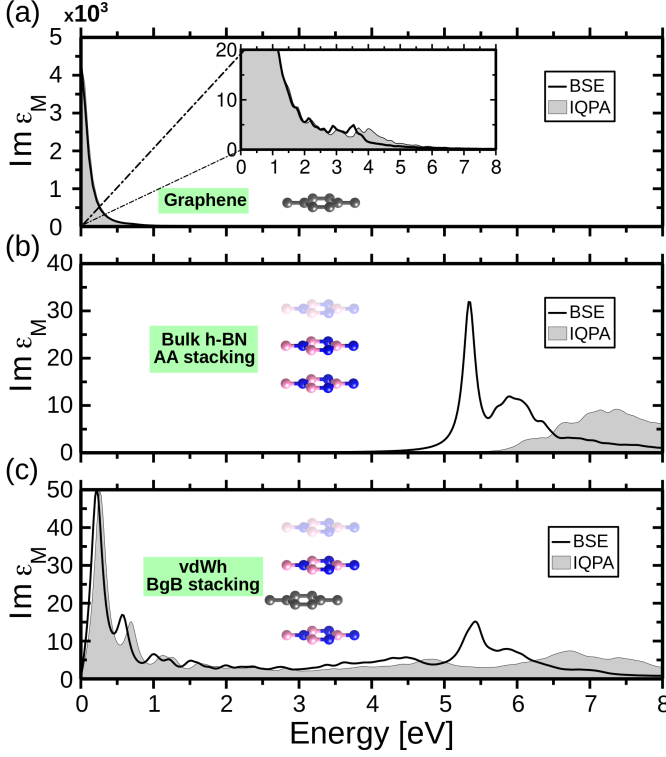 (a)
x10³
5
4
3
2
1
0
Im ε_M
20
10
0
0 1 2 3 4 5 6 7 8
BSE
IQPA
Graphene
(b)
40
30
20
10
0
Im ε_M
Bulk h-BN
AA stacking
BSE
IQPA
(c)
50
40
30
20
10
0
Im ε_M
vdWh
BgB stacking
BSE
IQPA
0 1 2 3 4 5 6 7 8
Energy [eV]